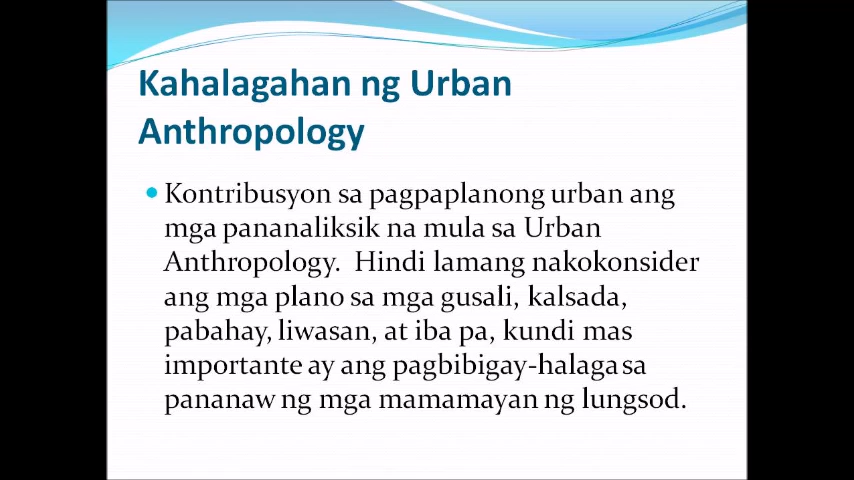 Kahalagahan ng Urban
Anthropology
Kontribusyon sa pagpaplanong urban ang
mga pananaliksik na mula sa Urban
Anthropology. Hindi lamang nakokonsider
ang mga plano sa mga gusali, kalsada,
pabahay, liwasan, at iba pa, kundi mas
importante ay ang pagbibigay-halaga sa
pananaw ng mga mamamayan ng lungsod.